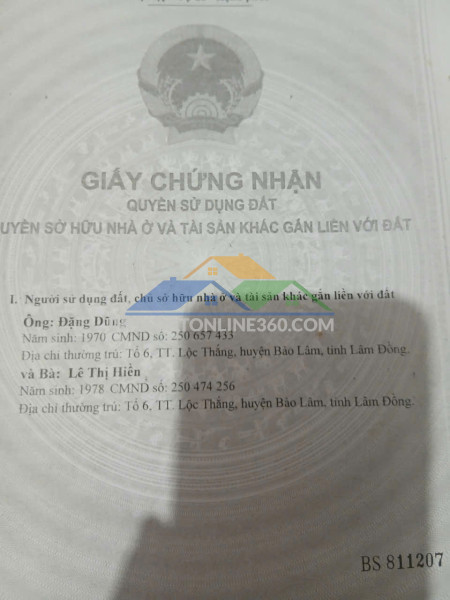 GIẤY CHỨNG NHẬN
QUYỀN SỬ DỤNG ĐẤT
UYỀN SỞ HỮU NHÀ Ở VÀ TÀI SẢN KHÁC GẮN LIỀN VỚI ĐẤT
I. Người sử dụng đất, chủ sở hữu nhà ở và tài sản khác gắn liền với đất
Ông: Đặng Dũng
TONLINE360.COM
Năm sinh: 1970 CMND số: 250 657 433
Địa chỉ thường trú: Tổ 6, TT. Lộc Thắng, huyện Bảo Lâm, tỉnh Lâm Đồng.
và Bà: Lê Thị Hiền
Năm sinh: 1978 CMND số: 250 474 256
Địa chỉ thường trú: Tổ 6, TT. Lộc Thắng, huyện Bảo Lâm, tỉnh Lâm Đồng.
BS 811207